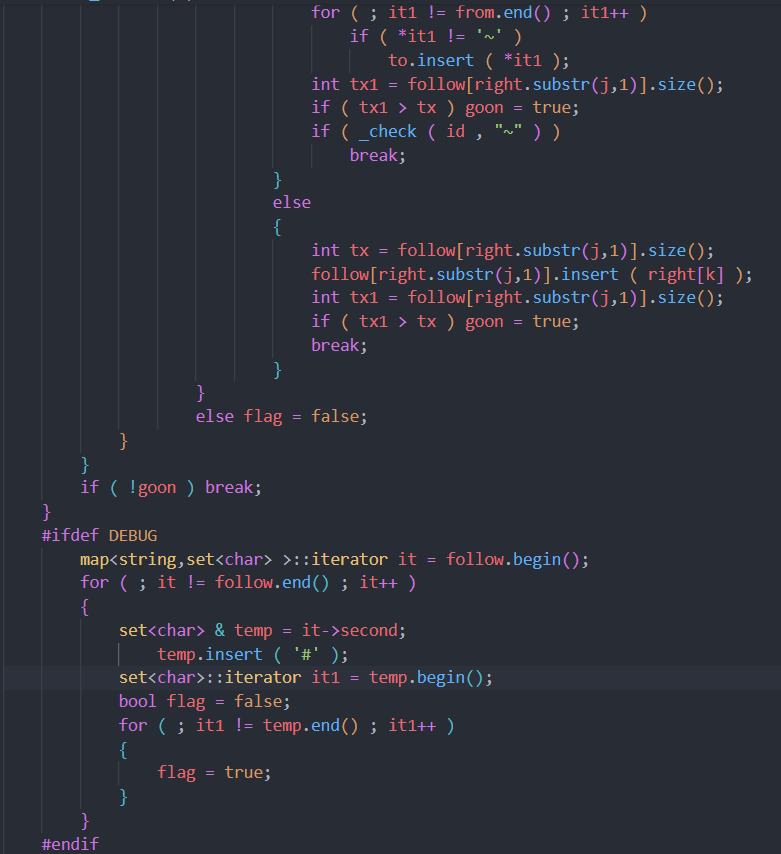 for ( ; it1 != from.end() ; it1++ )
if ( *it1 != '~' )
to.insert ( *it1 );
int tx1 = follow[right.substr(j,1)].size();
if ( tx1 > tx ) goon = true;
if ( _check ( id , "~" ) )
break;
}
else
{
int tx = follow[right.substr(j,1)].size();
follow[right.substr(j,1)].insert ( right[k] );
int tx1 = follow[right.substr(j,1)].size();
if ( tx1 > tx ) goon = true;
break;
}
}
else flag = false;
}
}
if ( !goon ) break;
}
#ifdef DEBUG
map<string,set<char> >::iterator it = follow.begin();
for ( ; it != follow.end() ; it++ )
{
set<char> & temp = it->second;
temp.insert ( '#' );
set<char>::iterator it1 = temp.begin();
bool flag = false;
for ( ; it1 != temp.end() ; it1++ )
{
flag = true;
}
}
#endif